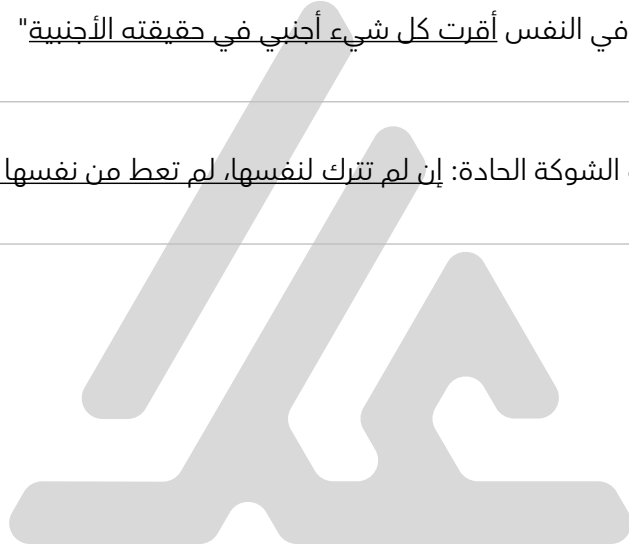 في النفس أقرت كل شيء أجنبي في حقيقته الأجنبية"
الشوكة الحادة: إن لم تترك لنفسها، لم تعط من نفسها